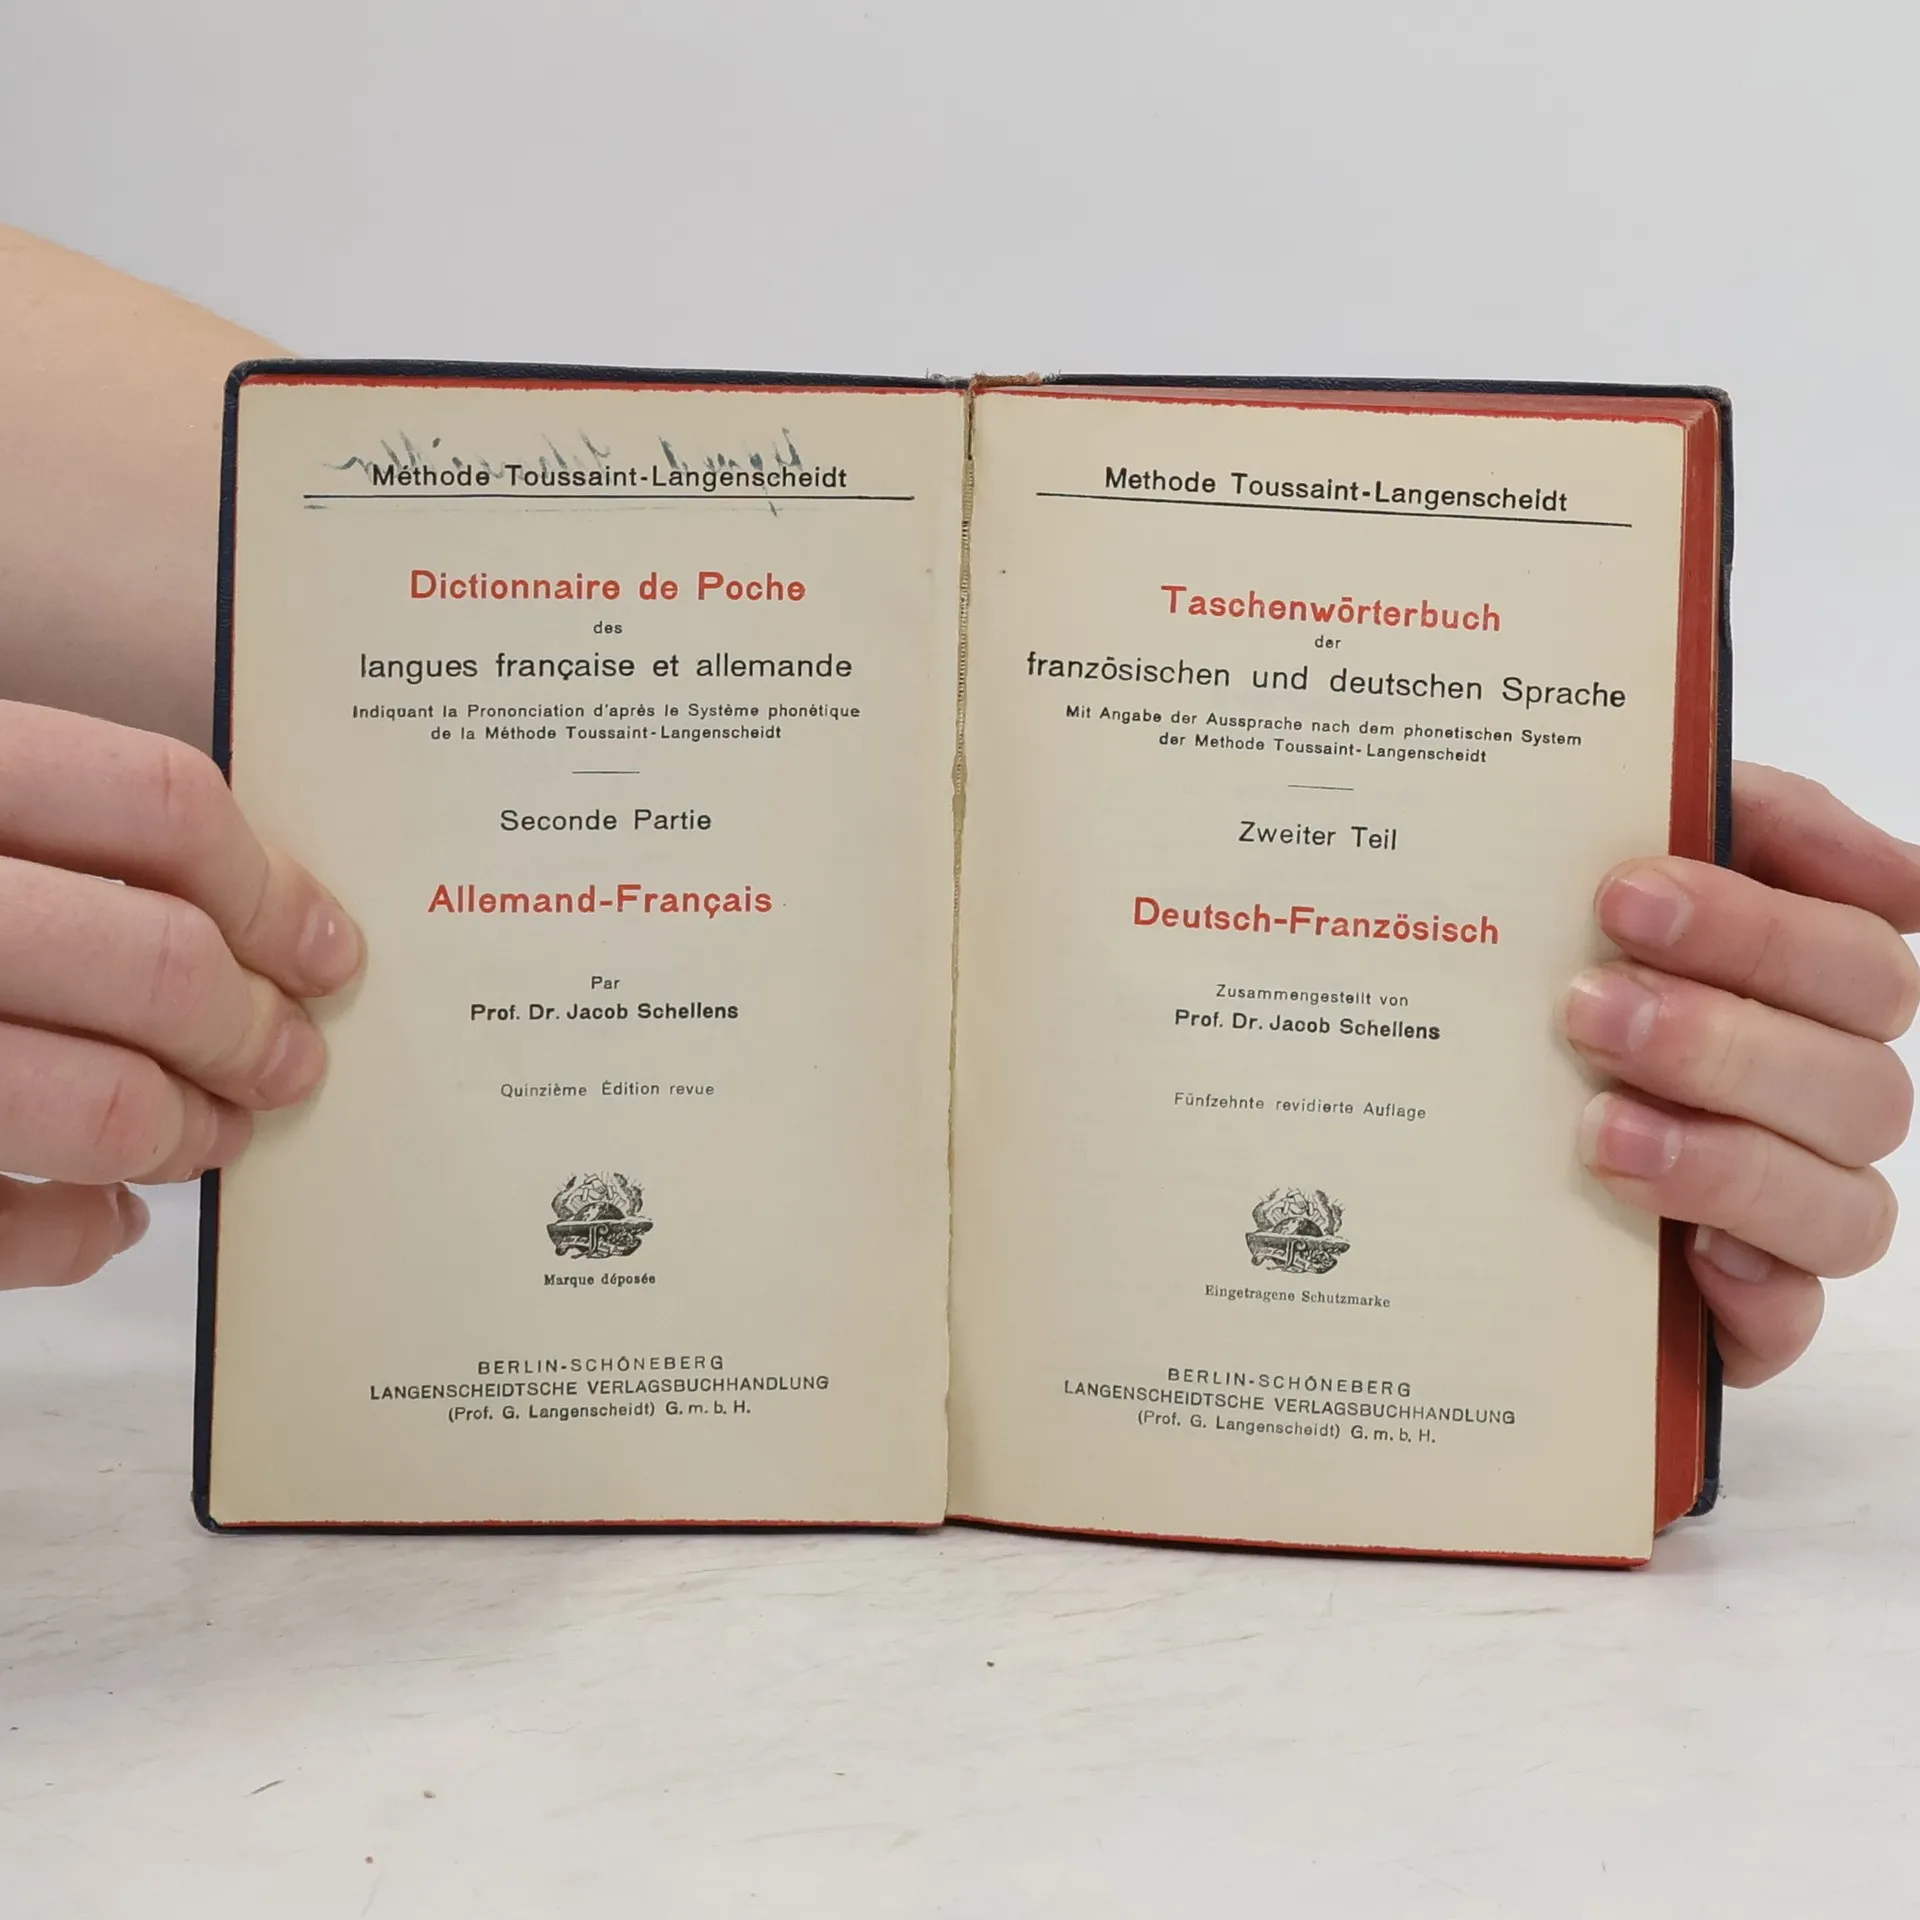 Méthode Toussaint-Langenscheidt
Dictionnaire de Poche
des
langues française et allemande
Indiquant la Prononciation d'après le Système phonétique
de la Méthode Toussaint-Langenscheidt
Seconde Partie
Allemand-Français
Par
Prof. Dr. Jacob Schellens
Quinzième Édition revue
Marque déposée
BERLIN-SCHÖNEBERG
LANGENSCHEIDTSCHE VERLAGSBUCHHANDLUNG
(Prof. G. Langenscheidt) G. m. b. H.
Methode Toussaint-Langenscheidt
Taschenwörterbuch
der
französischen und deutschen Sprache
Mit Angabe der Aussprache nach dem phonetischen System
der Methode Toussaint-Langenscheidt
Zweiter Teil
Deutsch-Französisch
Zusammengestellt von
Prof. Dr. Jacob Schellens
Fünfzehnte revidierte Auflage
Eingetragene Schutzmarke
BERLIN-SCHÖNEBERG
LANGENSCHEIDTSCHE VERLAGSBUCHHANDLUNG
(Prof. G. Langenscheidt) G. m. b. H.